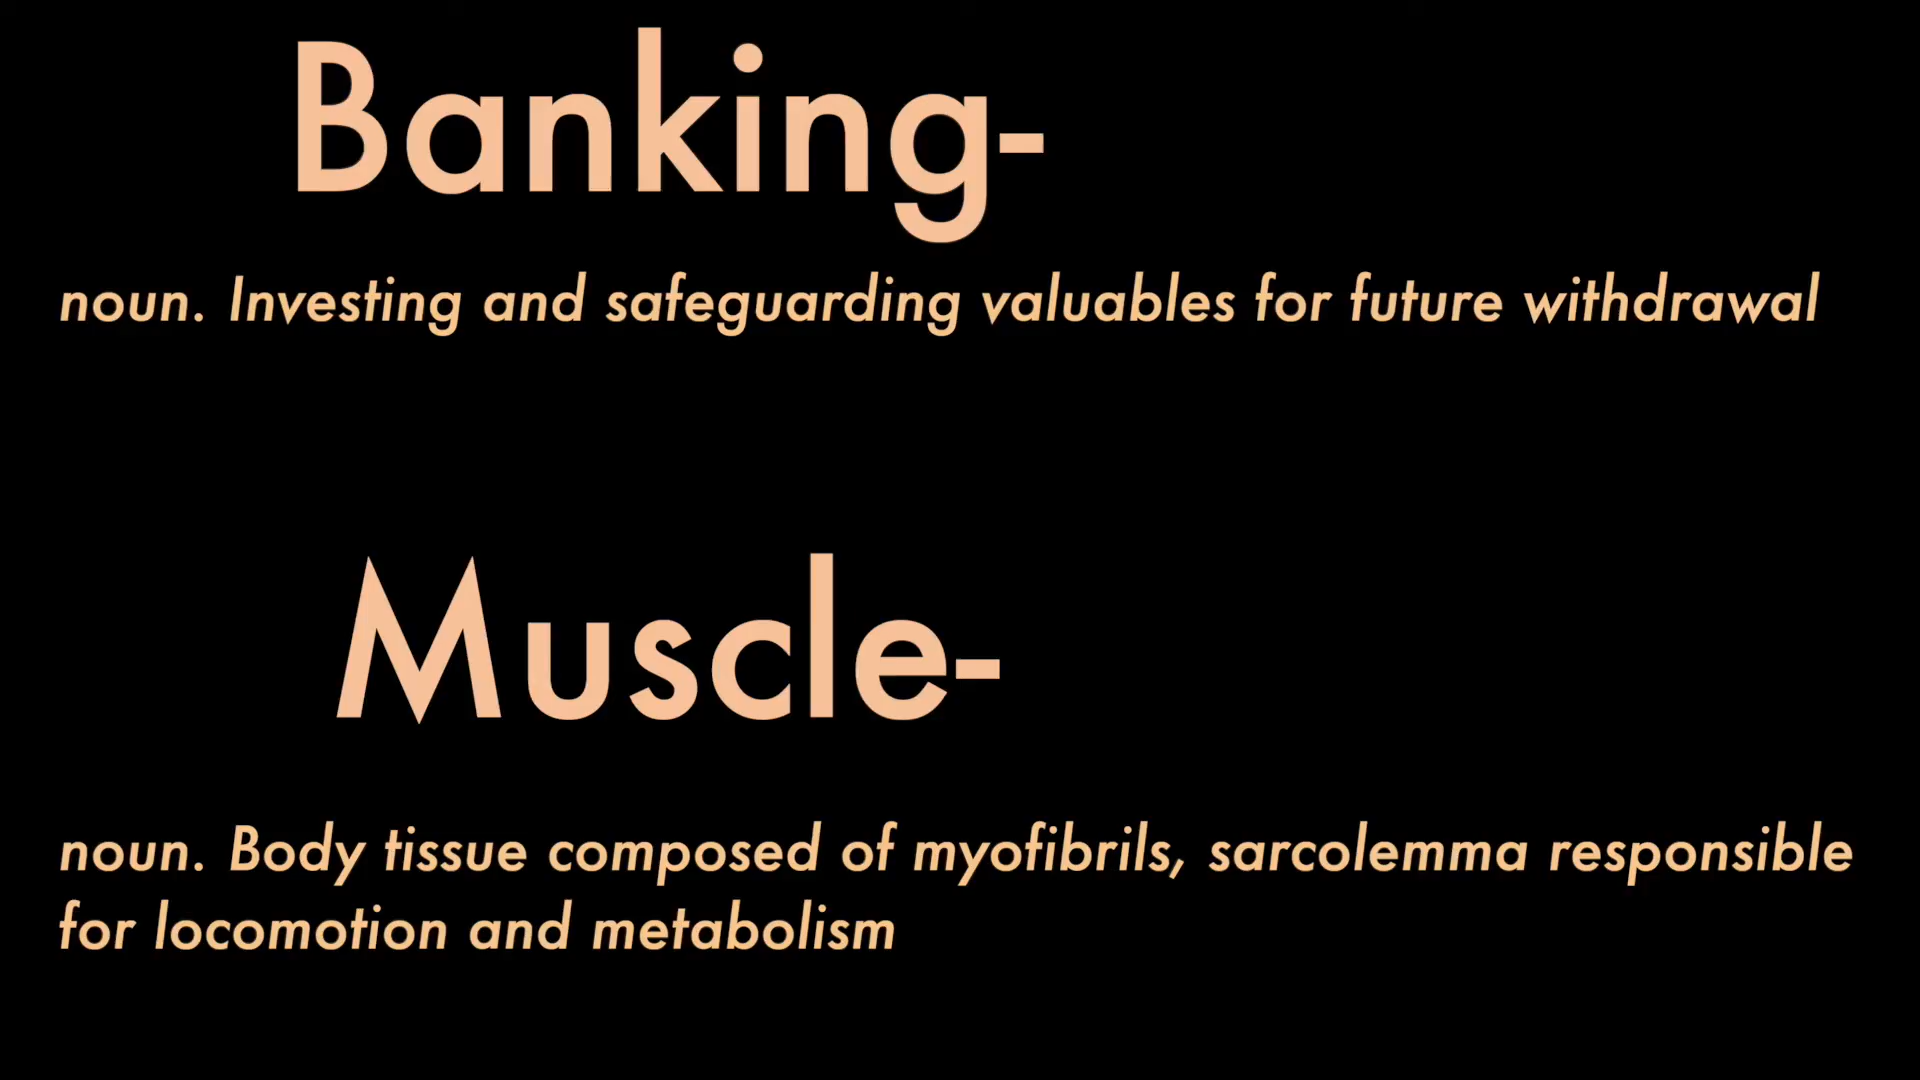 Banking-
noun. Investing and safeguarding valuables for future withdrawal
Muscle-
noun. Body tissue composed of myofibrils, sarcolemma responsible
for locomotion and metabolism